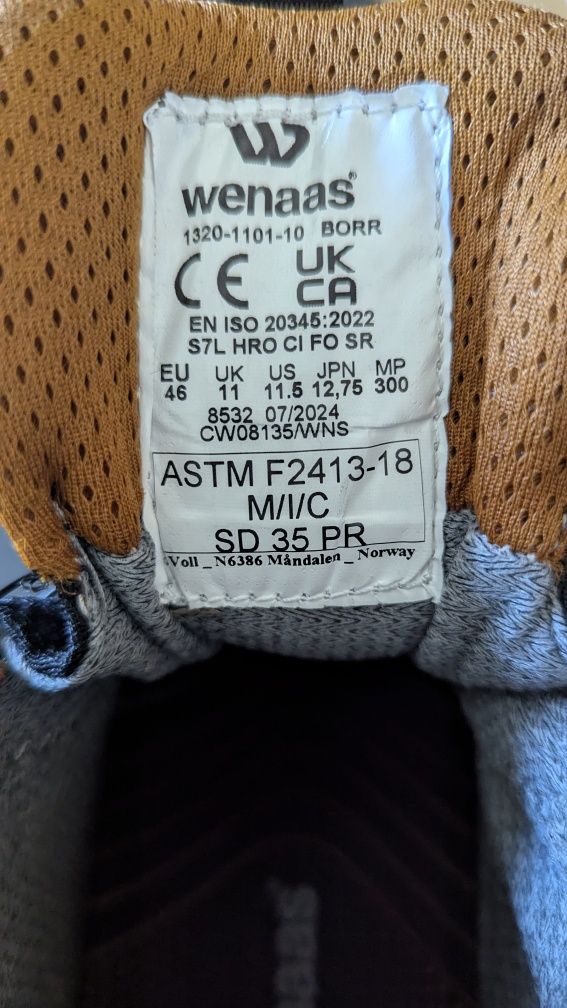 W
wenaas®
1320-1101-10 BORR
CE UK CA
EN ISO 20345:2022
S7L HRO CI FO SR
EU UK US JPN MP
46 11 11.5 12,75 300
8532 07/2024
CW08135/WNS
ASTM F2413-18
M/I/C
SD 35 PR
Voll _ N6386 Måndalen _ Norway